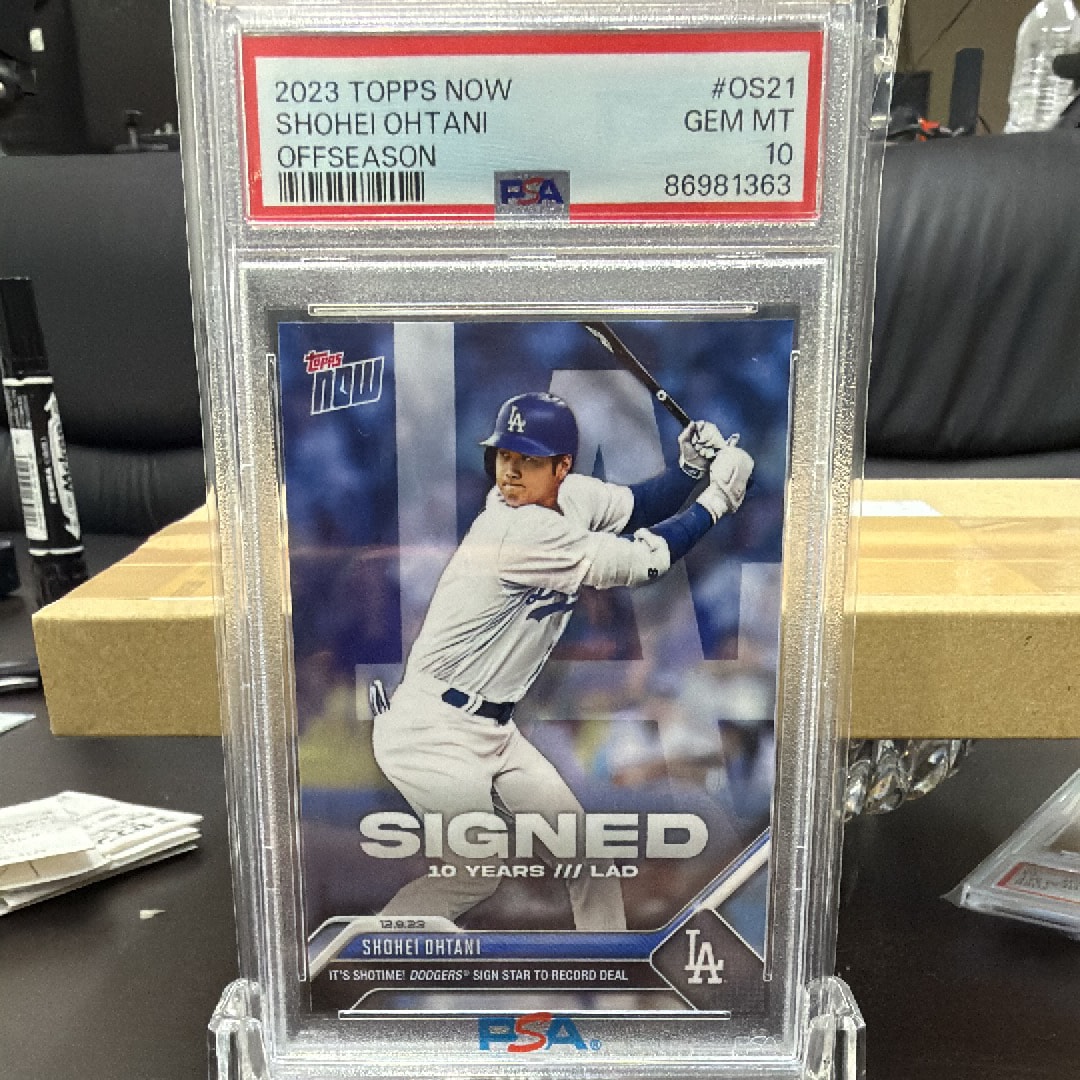 2023 TOPPS NOW #OS21
SHOHEI OHTANI GEM MT
OFFSEASON 10
PSA 86981363
TOPPS
NOW
LA
LA
SIGNED
10 YEARS /// LAD
12.9.23
SHOHEI OHTANI
IT'S SHOTIME! DODGERS® SIGN STAR TO RECORD DEAL
LA
PSA®